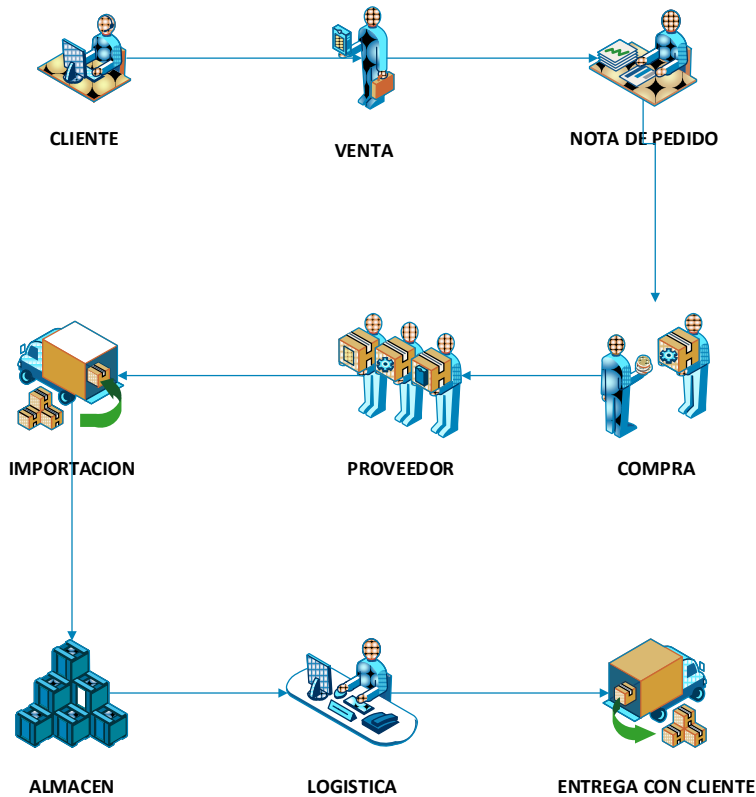 CLIENTE
VENTA
NOTA DE PEDIDO
IMPORTACION
PROVEEDOR
COMPRA
ALMACEN
LOGISTICA
ENTREGA CON CLIENTE